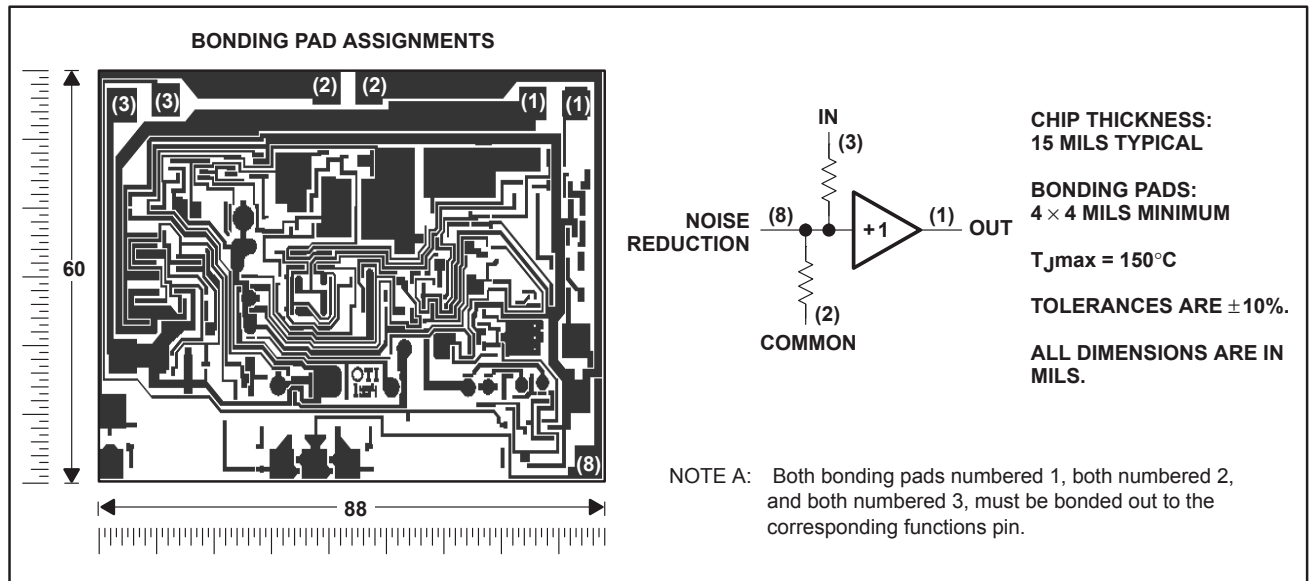 BONDING PAD ASSIGNMENTS
(3)
(3)
(2)
(2)
(1)
(1)
60
OTI
(8)
88
IN
(3)
NOISE
REDUCTION
(8)
+1
(1)
OUT
(2)
COMMON
CHIP THICKNESS:
15 MILS TYPICAL
BONDING PADS:
4 × 4 MILS MINIMUM
TJmax = 150°C
TOLERANCES ARE ±10%.
ALL DIMENSIONS ARE IN
MILS.
NOTE A: Both bonding pads numbered 1, both numbered 2,
and both numbered 3, must be bonded out to the
corresponding functions pin.